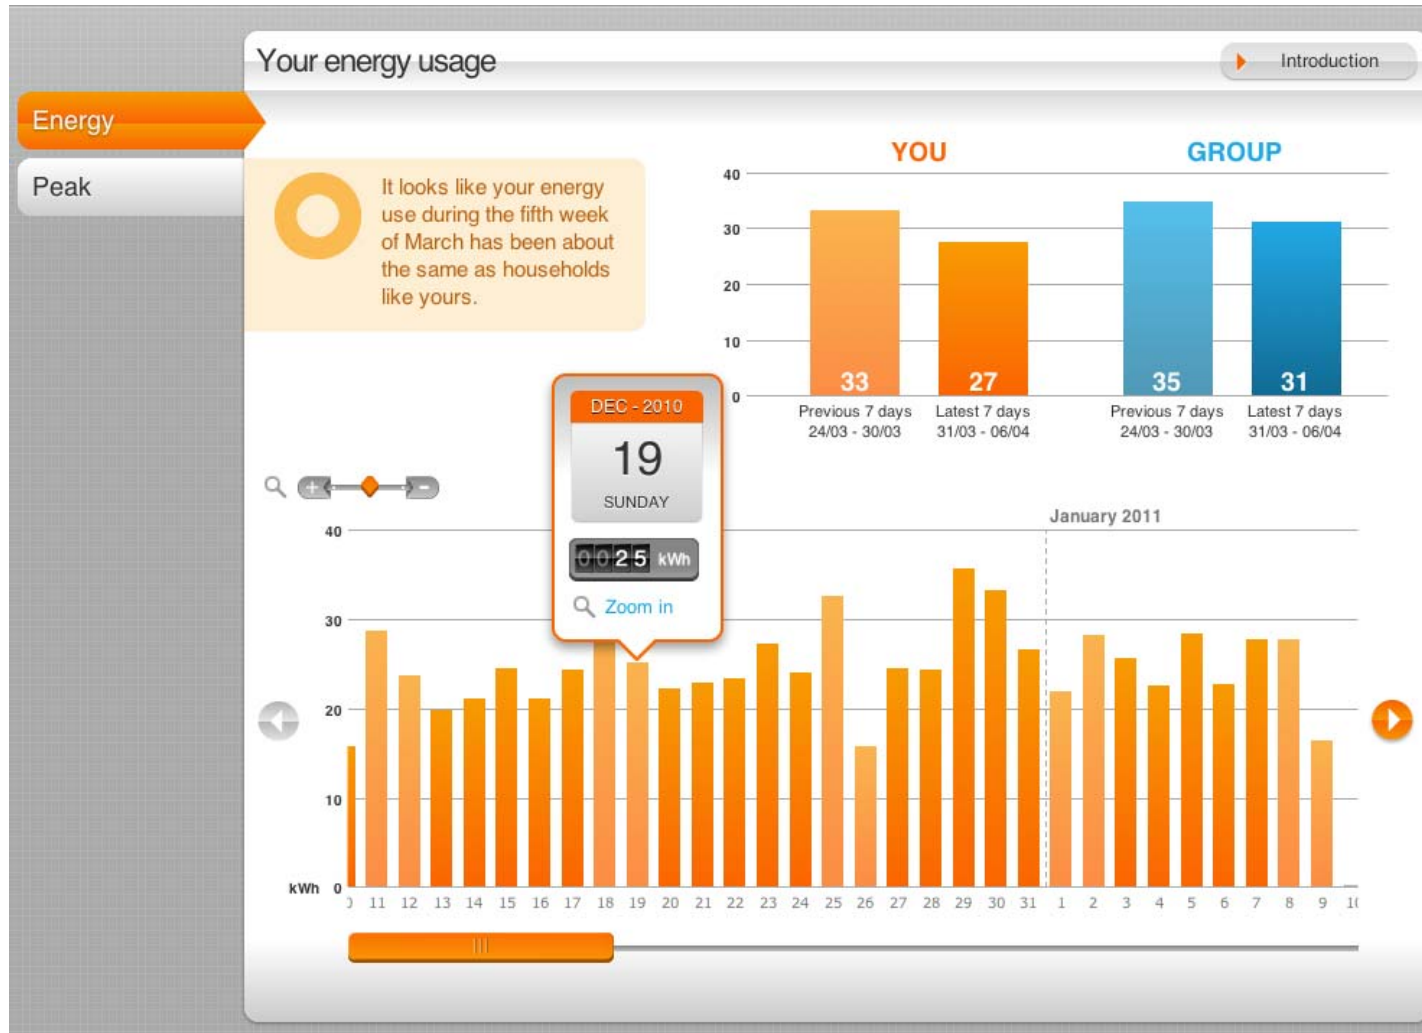 Your energy usage
Introduction
Energy
Peak
It looks like your energy
use during the fifth week
of March has been about
the same as households
like yours.
YOU
GROUP
40
30
20
10
0
33
27
35
31
Previous 7 days
24/03 - 30/03
Latest 7 days
31/03 - 06/04
Previous 7 days
24/03 - 30/03
Latest 7 days
31/03 - 06/04
DEC - 2010
19
SUNDAY
0025 kWh
Zoom in
January 2011
40
30
20
10
kWh 0
11 12 13 14 15 16 17 18 19 20 21 22 23 24 25 26 27 28 29 30 31 1 2 3 4 5 6 7 8 9